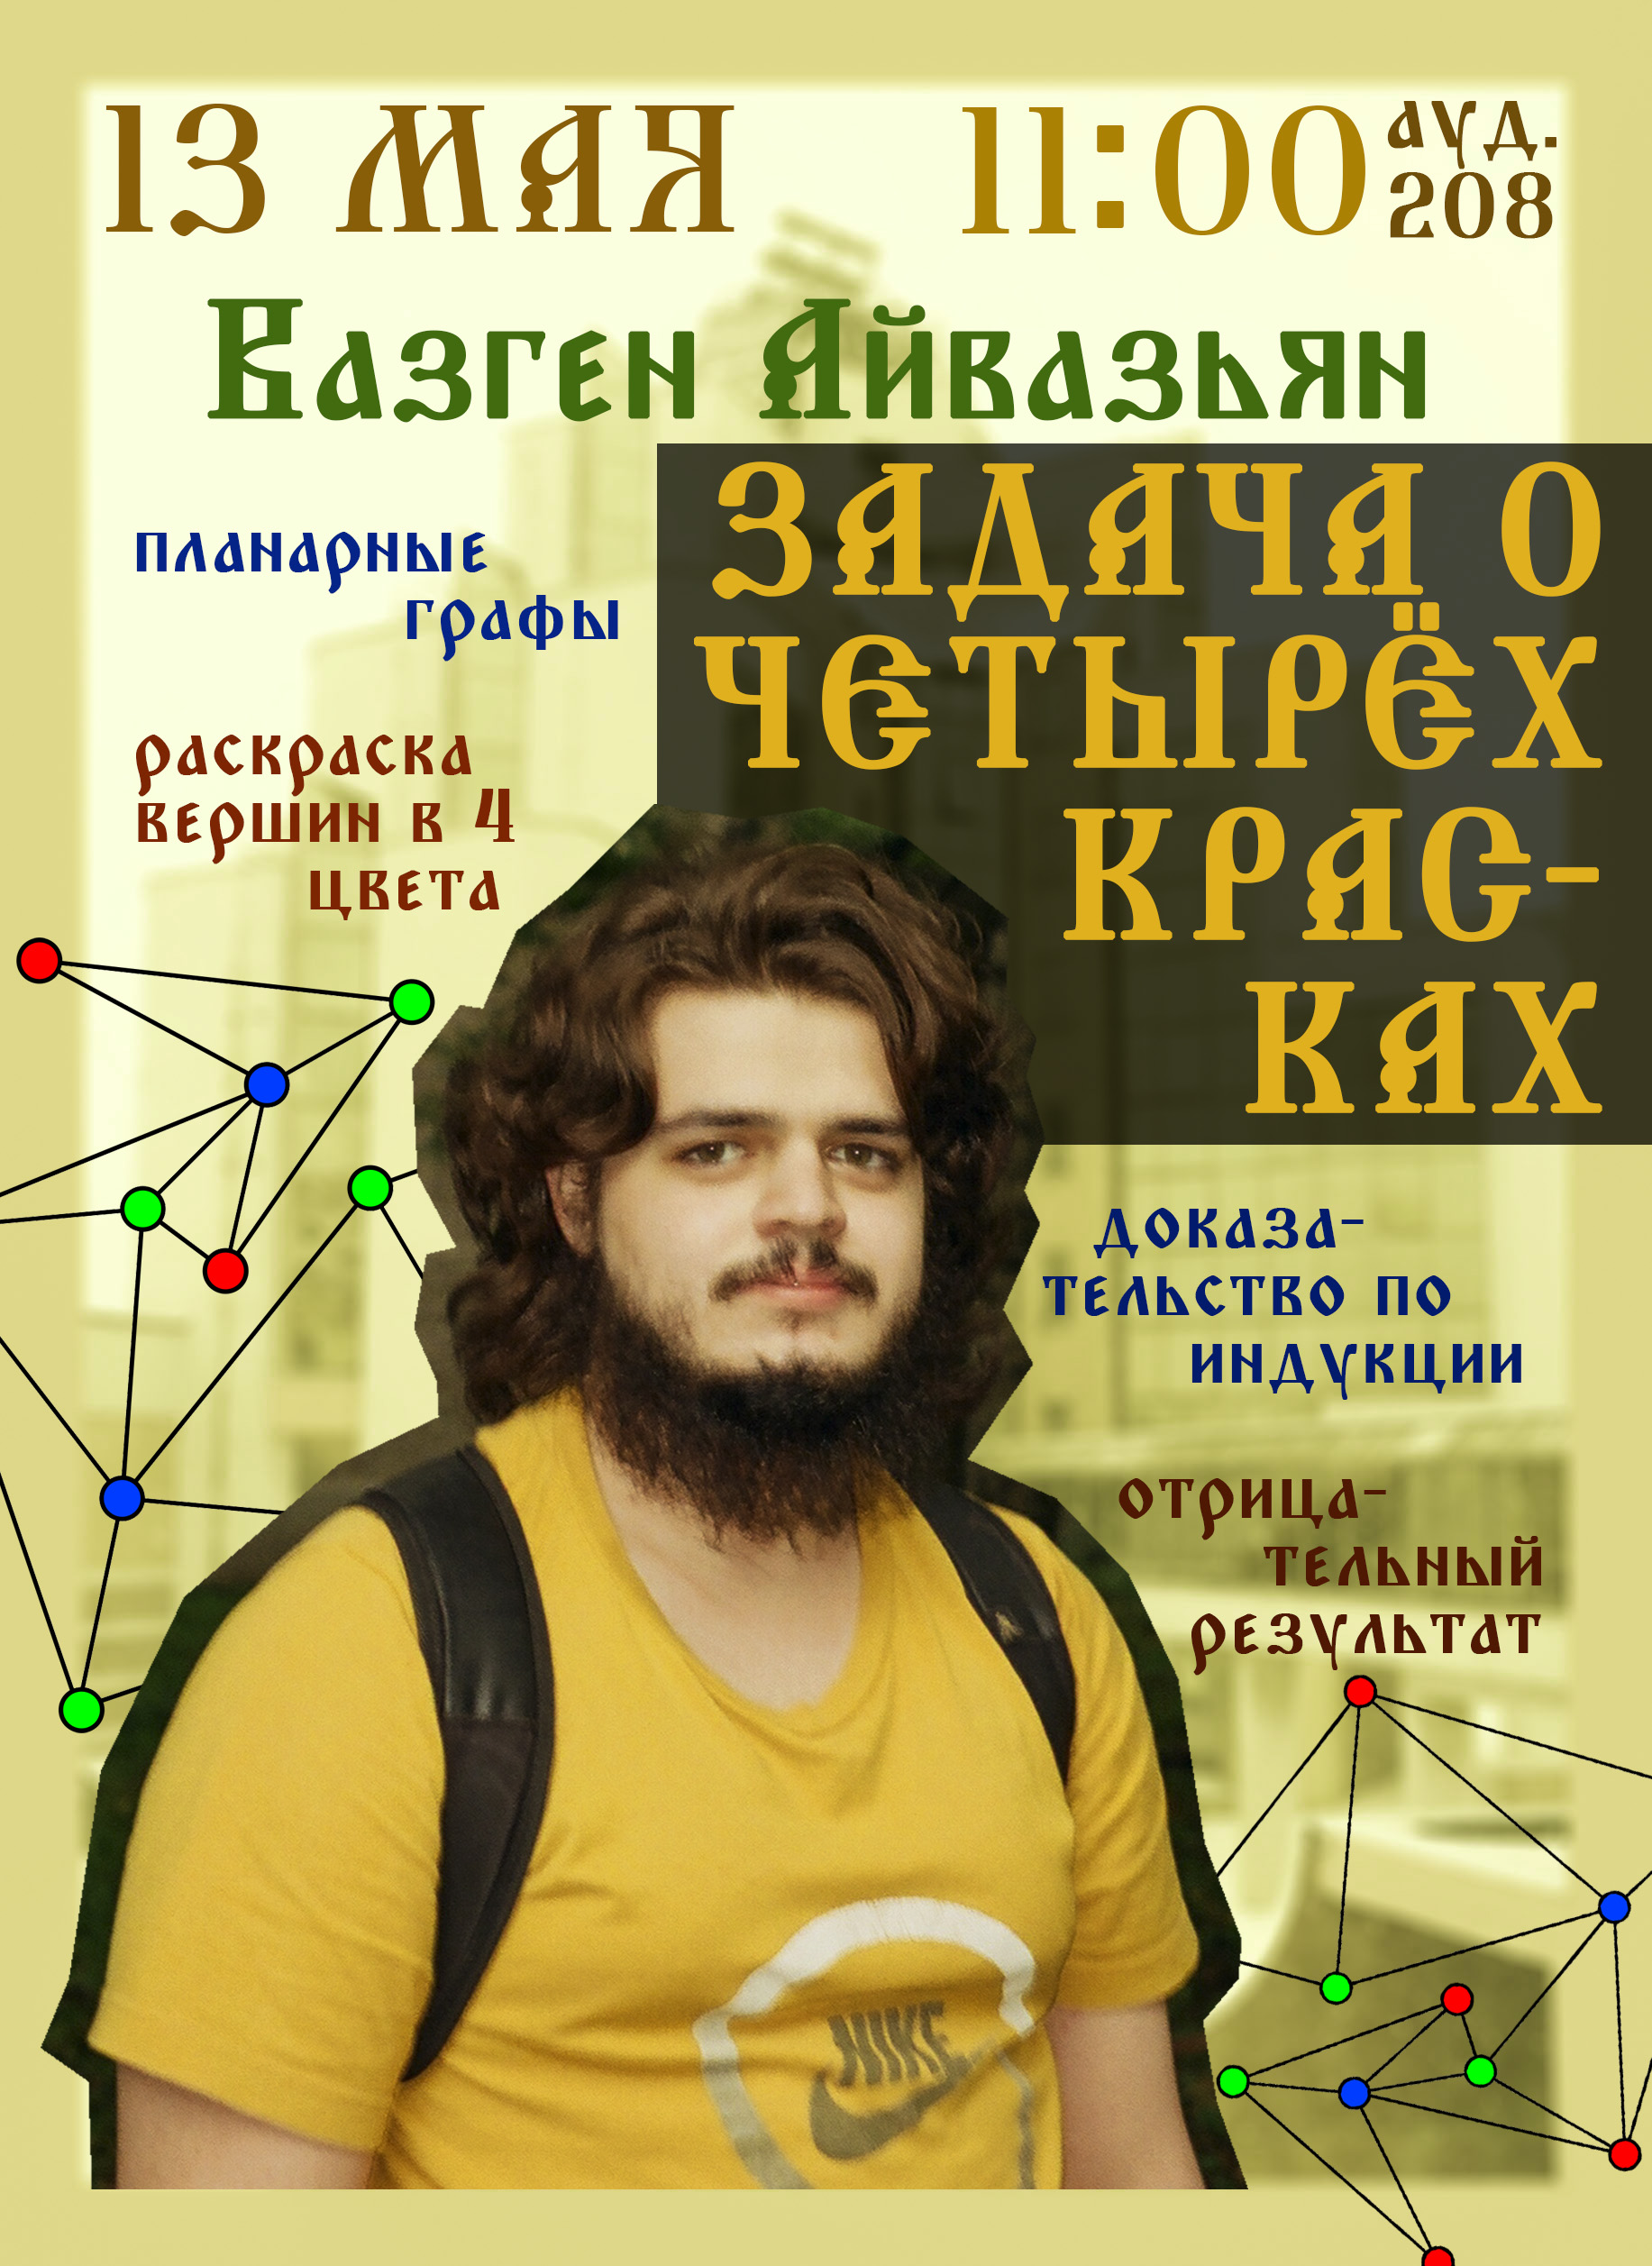 13 МАЯ 11:00 ауд.
208
Вазген Айвазьян
ЗАДАЧА О
ЧЕТЫРЁХ
КРАС-
КАХ
планарные
графы
раскраска
вершин в 4
цвета
доказа-
тельство по
индукции
отрица-
тельный
результат
NIKE